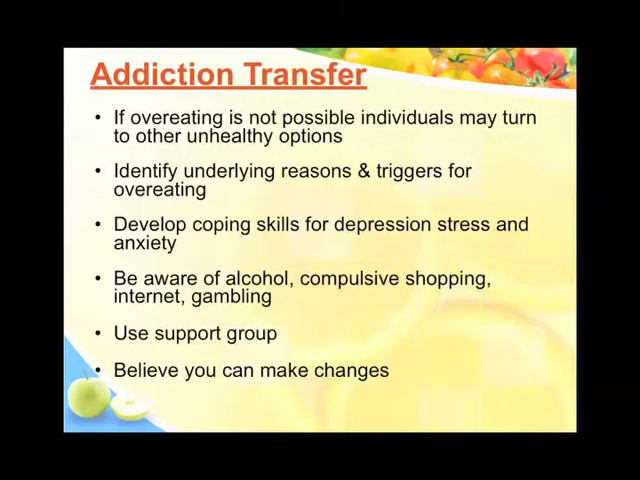 Addiction Transfer
• If overeating is not possible individuals may turn
to other unhealthy options
• Identify underlying reasons & triggers for
overeating
• Develop coping skills for depression stress and
anxiety
• Be aware of alcohol, compulsive shopping,
internet, gambling
• Use support group
• Believe you can make changes